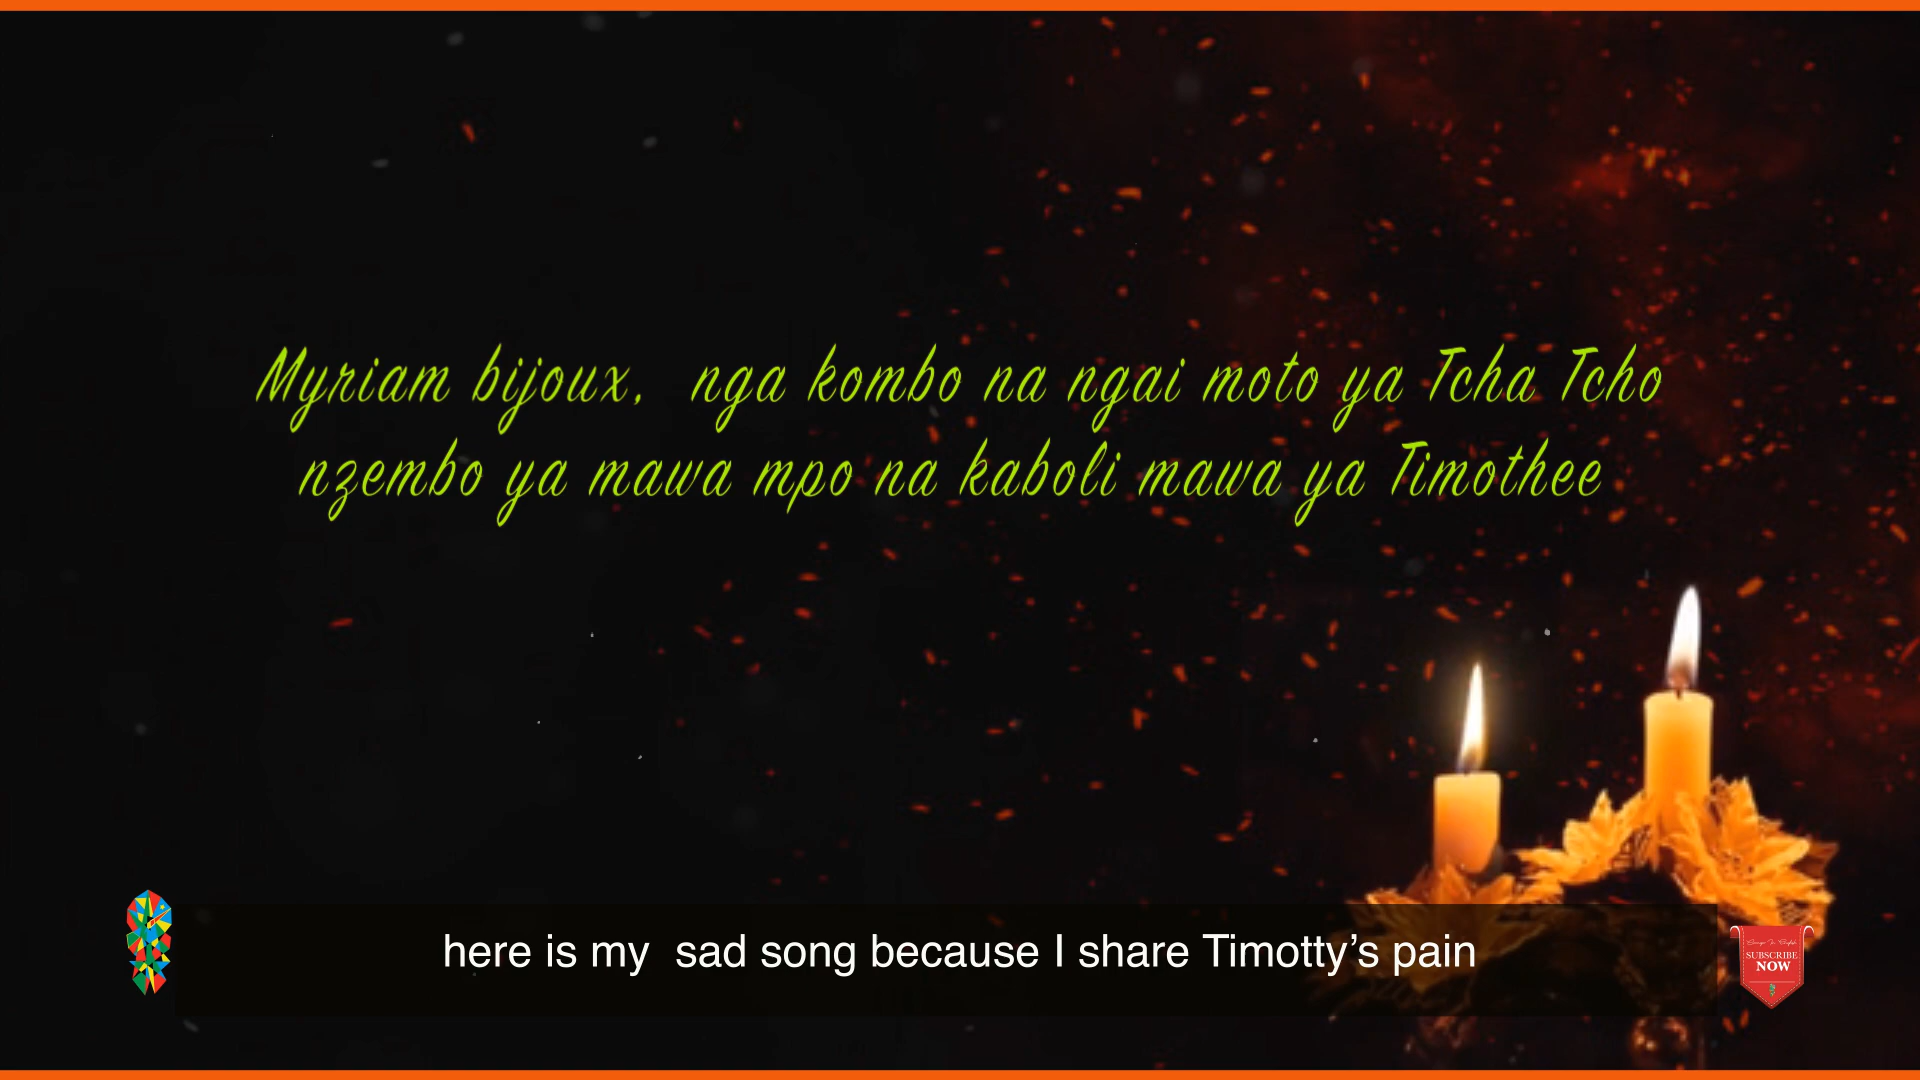 Myriam bijoux, nga kombo na ngai moto ya Tcha Tcho
nzembo ya mawa mpo na kaboli mawa ya Timothee
here is my sad song because I share Timotty’s pain
SUBSCRIBE
NOW